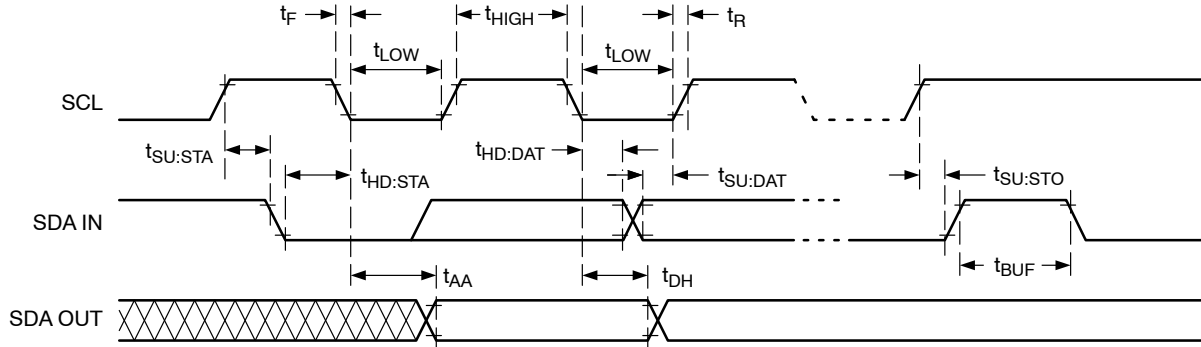 tF tHIGH tR
tLOW tLOW
SCL
tSU:STA tHD:STA tHD:DAT tSU:DAT tSU:STO
SDA IN
tAA tDH tBUF
SDA OUT